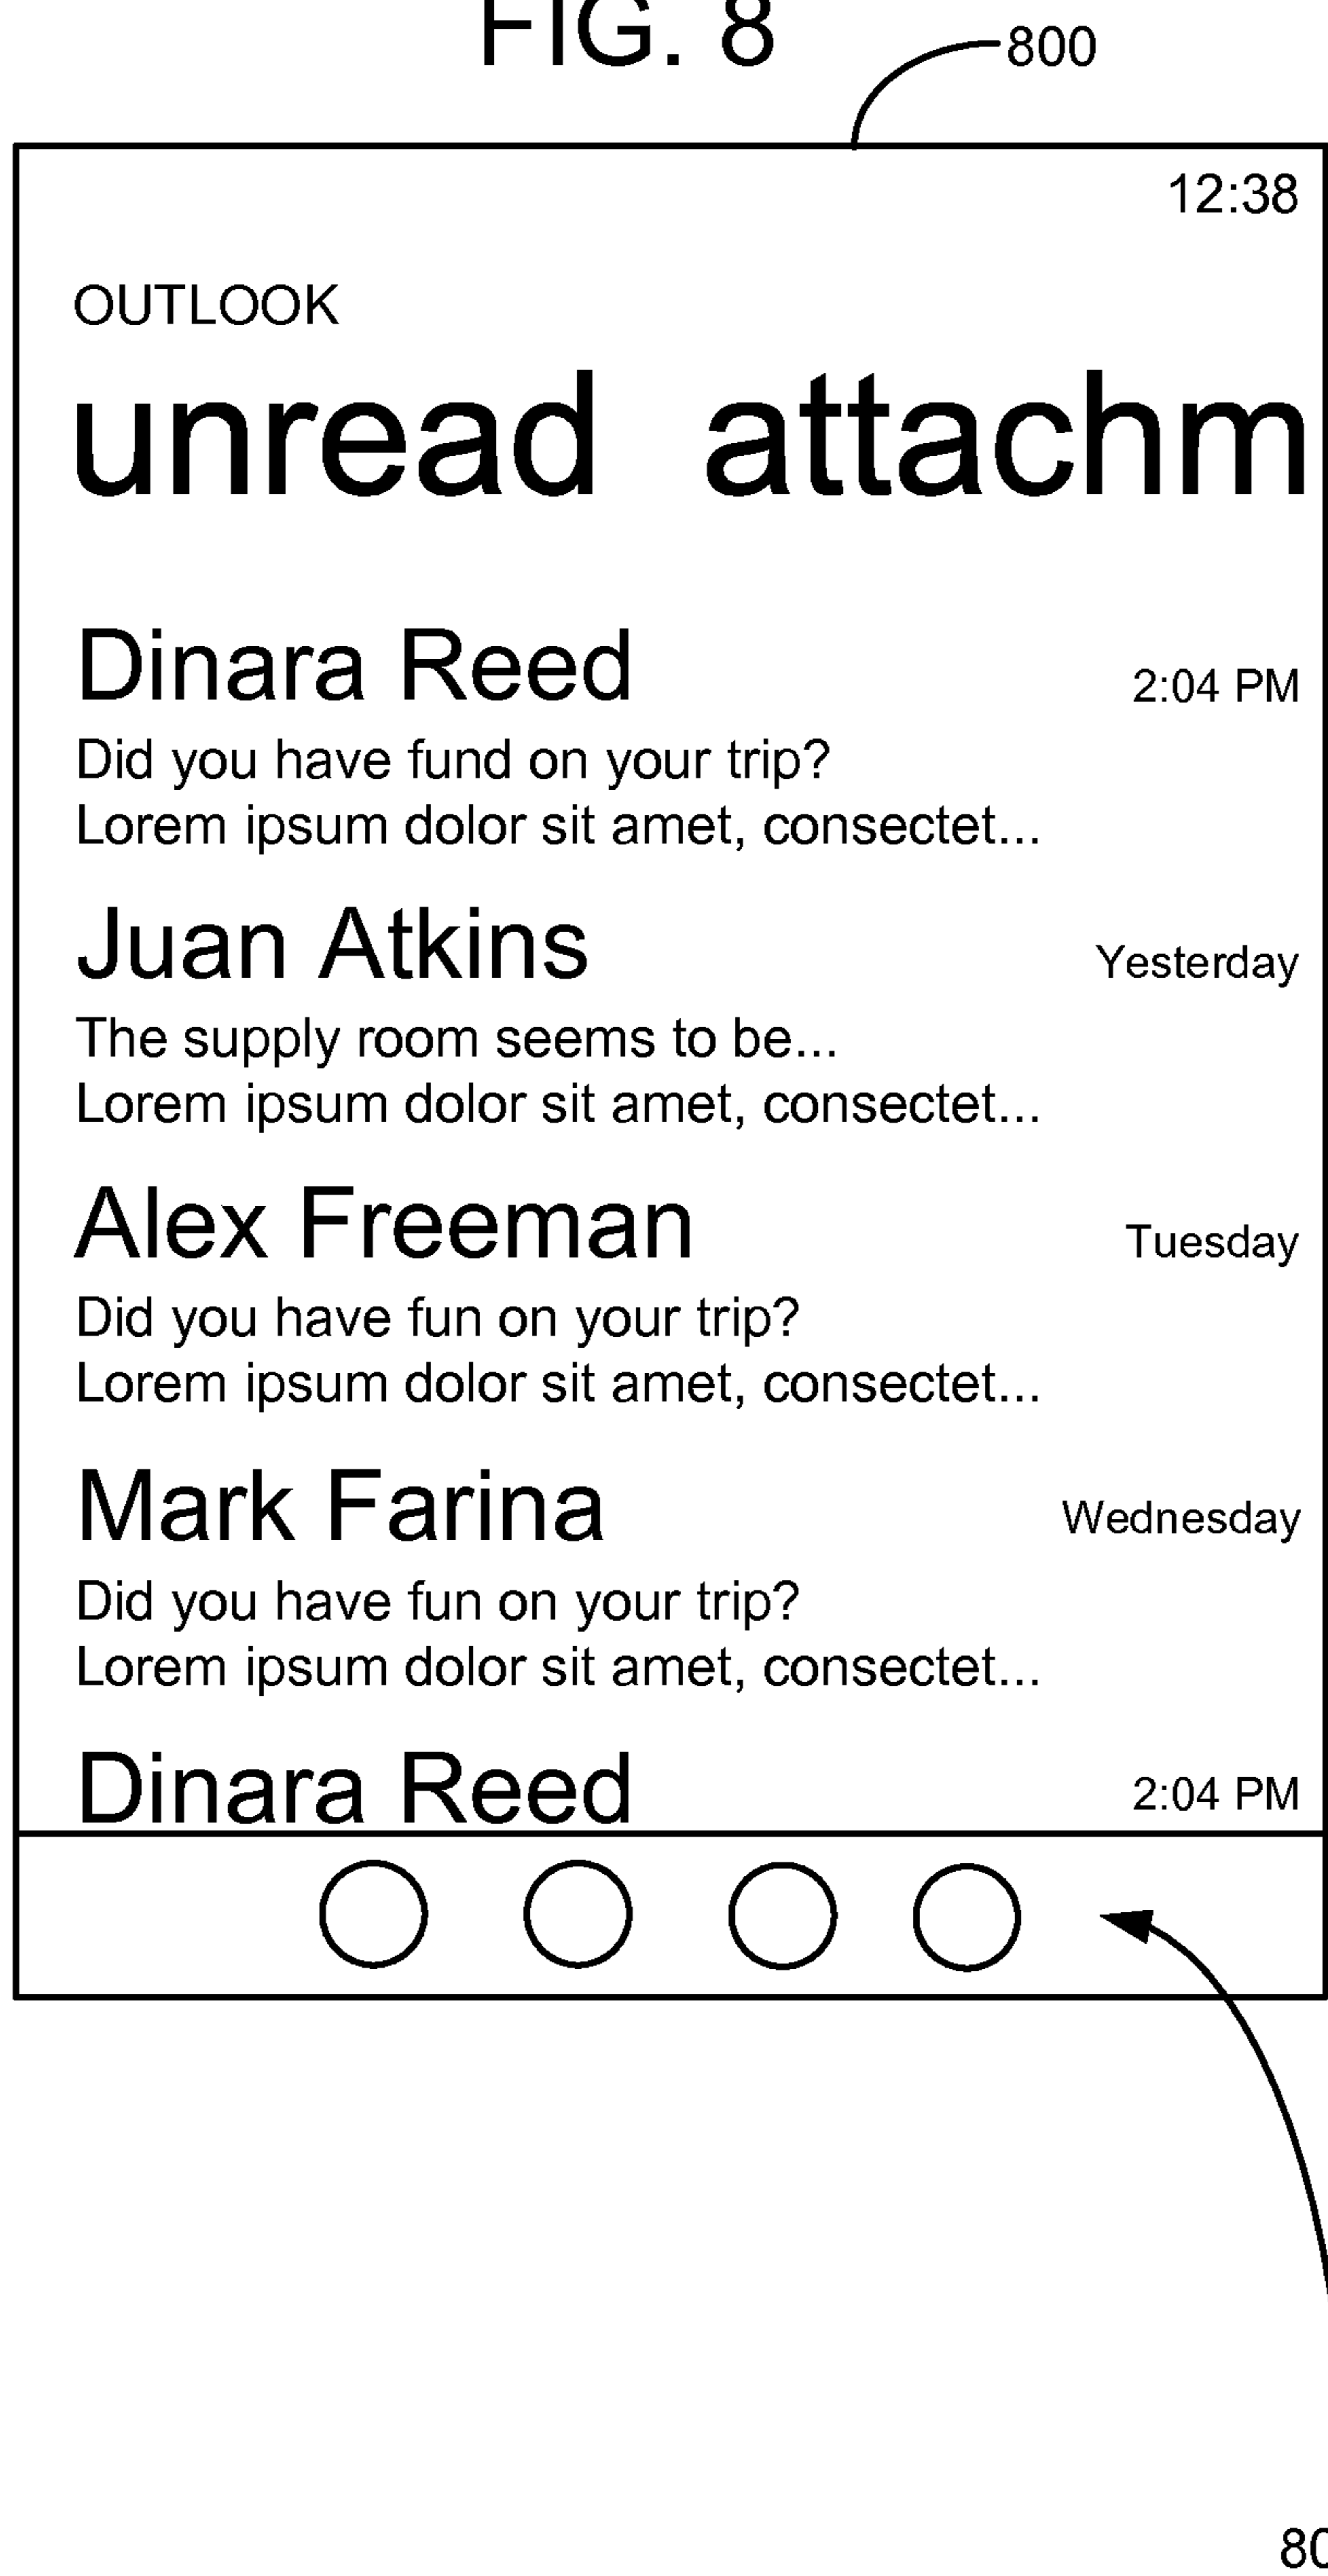 FIG. 8
800
12:38
OUTLOOK
unread attachm
Dinara Reed 2:04 PM
Did you have fund on your trip?
Lorem ipsum dolor sit amet, consectet...
Juan Atkins Yesterday
The supply room seems to be...
Lorem ipsum dolor sit amet, consectet...
Alex Freeman Tuesday
Did you have fun on your trip?
Lorem ipsum dolor sit amet, consectet...
Mark Farina Wednesday
Did you have fun on your trip?
Lorem ipsum dolor sit amet, consectet...
Dinara Reed 2:04 PM